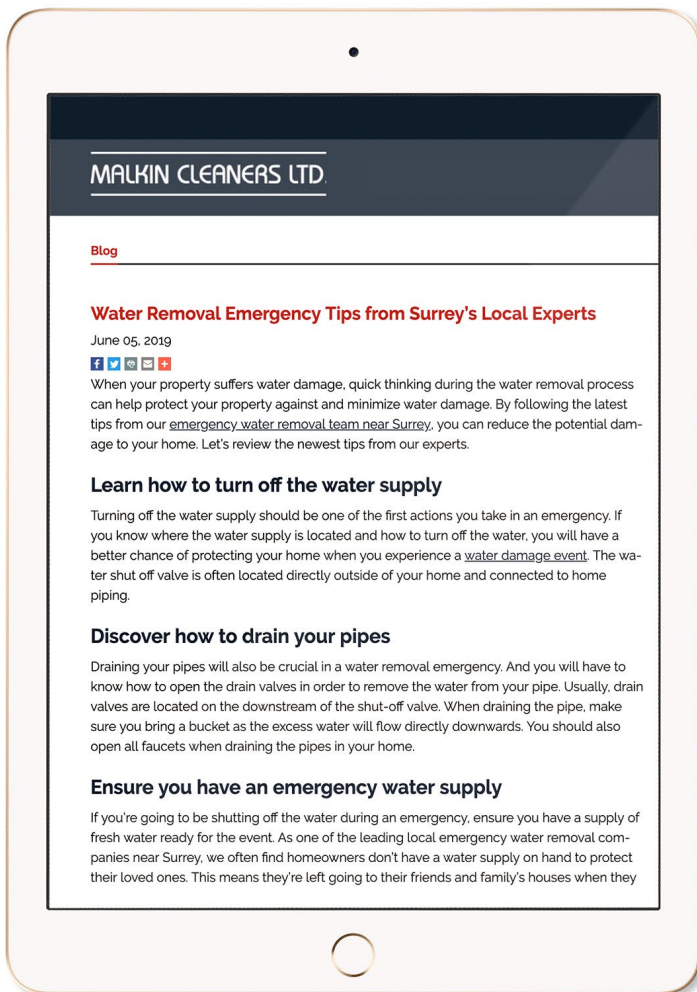 MALKIN CLEANERS LTD.
Blog
Water Removal Emergency Tips from Surrey's Local Experts
June 05, 2019
When your property suffers water damage, quick thinking during the water removal process
can help protect your property against and minimize water damage. By following the latest
tips from our emergency water removal team near Surrey, you can reduce the potential dam-
age to your home. Let's review the newest tips from our experts.
Learn how to turn off the water supply
Turning off the water supply should be one of the first actions you take in an emergency. If
you know where the water supply is located and how to turn off the water, you will have a
better chance of protecting your home when you experience a water damage event. The wa-
ter shut off valve is often located directly outside of your home and connected to home
piping.
Discover how to drain your pipes
Draining your pipes will also be crucial in a water removal emergency. And you will have to
know how to open the drain valves in order to remove the water from your pipe. Usually, drain
valves are located on the downstream of the shut-off valve. When draining the pipe, make
sure you bring a bucket as the excess water will flow directly downwards. You should also
open all faucets when draining the pipes in your home.
Ensure you have an emergency water supply
If you're going to be shutting off the water during an emergency, ensure you have a supply of
fresh water ready for the event. As one of the leading local emergency water removal com-
panies near Surrey, we often find homeowners don't have a water supply on hand to protect
their loved ones. This means they're left going to their friends and family's houses when they